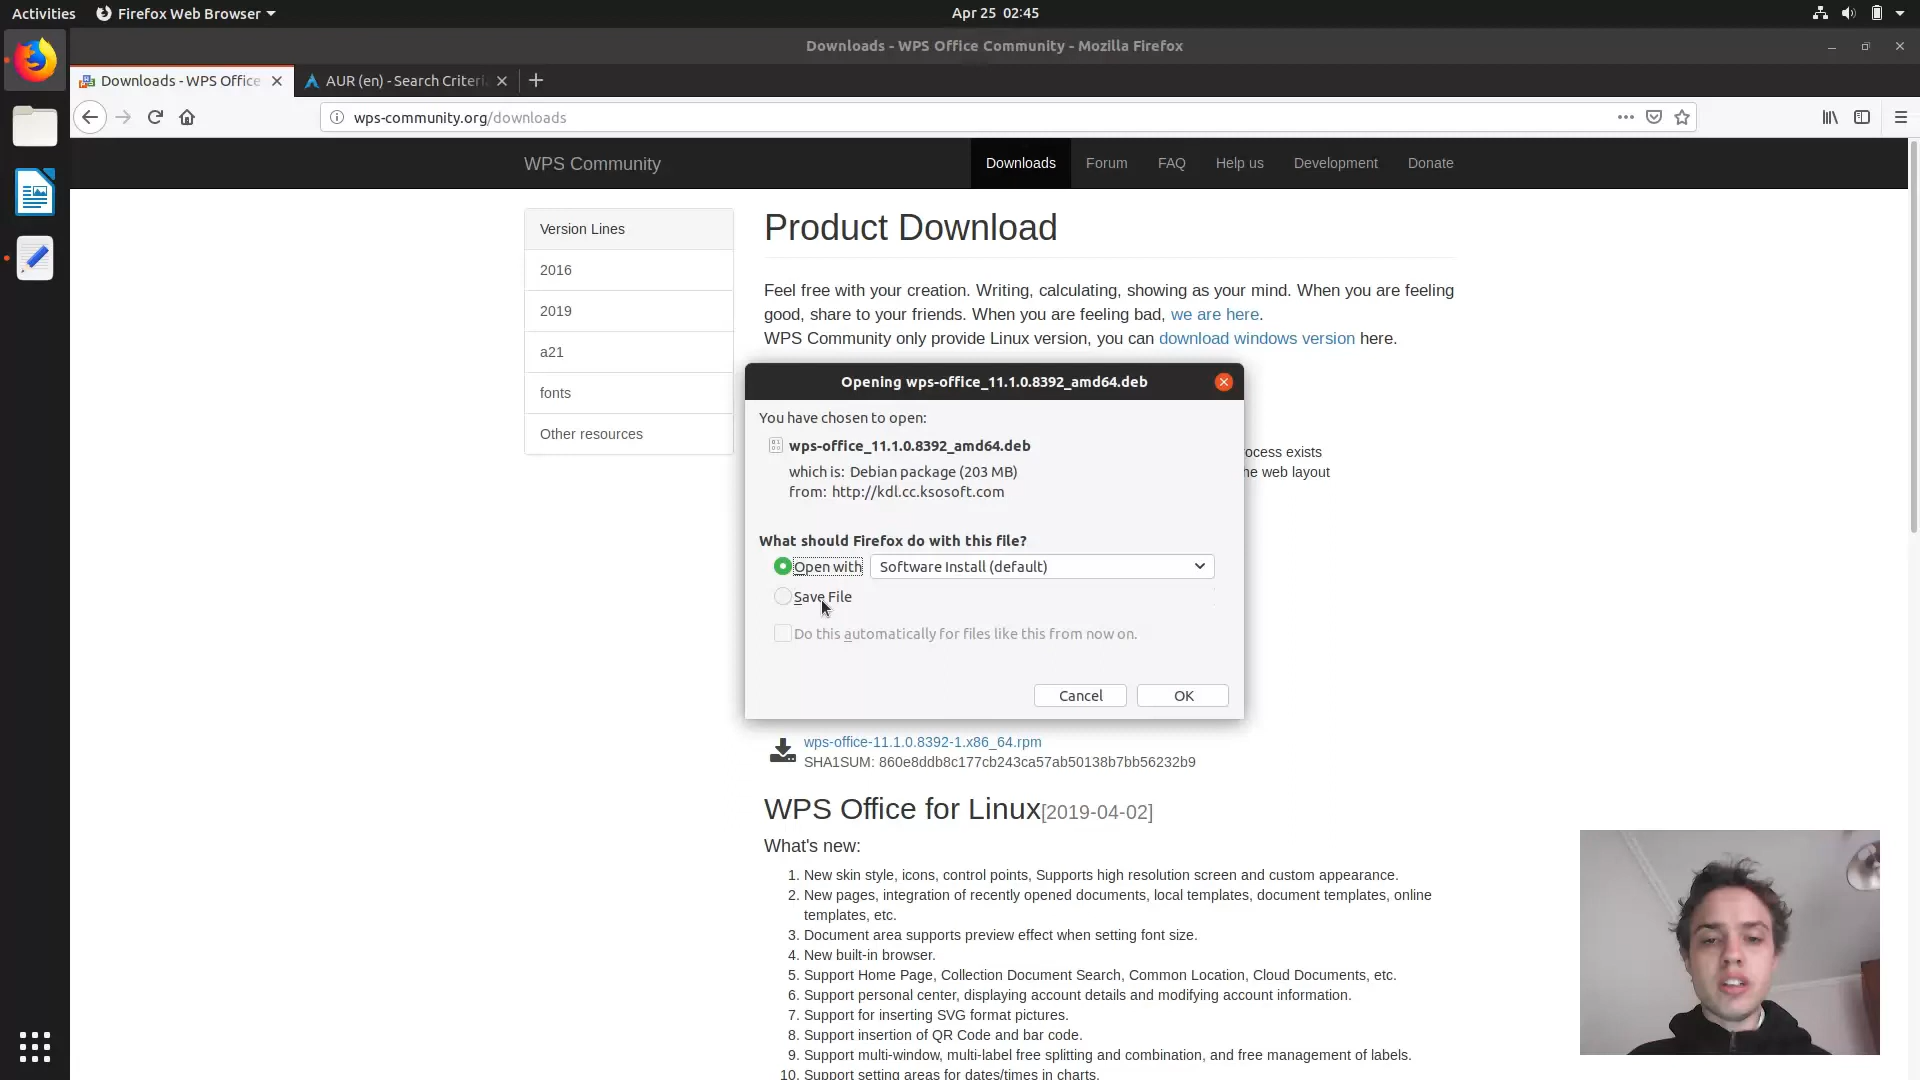 Activities
Firefox Web Browser
Apr 25 02:45
Downloads - WPS Office Community - Mozilla Firefox
Downloads - WPS Office
AUR (en) - Search Criteri
wps-community.org/downloads
WPS Community
Downloads
Forum
FAQ
Help us
Development
Donate
Version Lines
2016
2019
a21
fonts
Other resources
Product Download
Feel free with your creation. Writing, calculating, showing as your mind. When you are feeling
good, share to your friends. When you are feeling bad, we are here.
WPS Community only provide Linux version, you can download windows version here.
Opening wps-office_11.1.0.8392_amd64.deb
You have chosen to open:
wps-office_11.1.0.8392_amd64.deb
which is: Debian package (203 MB)
from: http://kdl.cc.ksosoft.com
ocess exists
he web layout
What should Firefox do with this file?
Open with
Software Install (default)
Save File
Do this automatically for files like this from now on.
Cancel
OK
wps-office-11.1.0.8392-1.x86_64.rpm
SHA1SUM: 860e8ddb8c177cb243ca57ab50138b7bb56232b9
WPS Office for Linux[2019-04-02]
What's new:
1. New skin style, icons, control points, Supports high resolution screen and custom appearance.
2. New pages, integration of recently opened documents, local templates, document templates, online
templates, etc.
3. Document area supports preview effect when setting font size.
4. New built-in browser.
5. Support Home Page, Collection Document Search, Common Location, Cloud Documents, etc.
6. Support personal center, displaying account details and modifying account information.
7. Support for inserting SVG format pictures.
8. Support insertion of QR Code and bar code.
9. Support multi-window, multi-label free splitting and combination, and free management of labels.
10. Support setting areas for dates/times in charts.